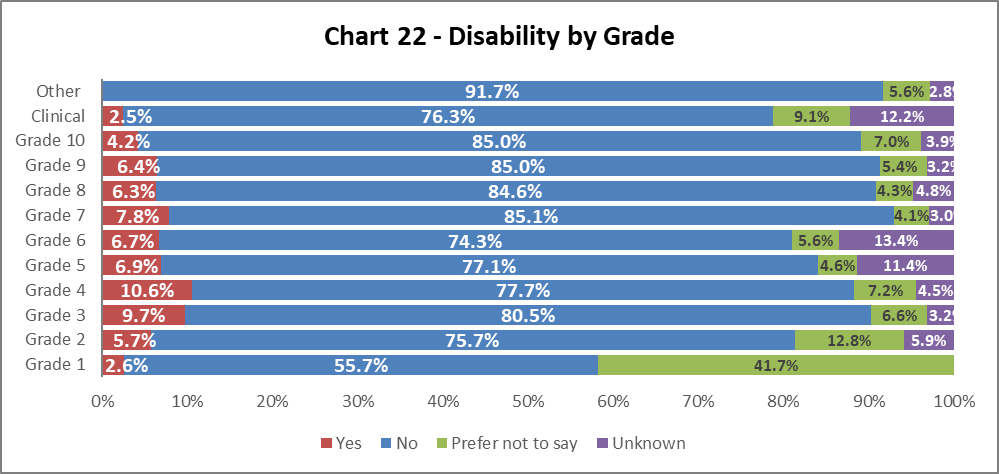 Chart 22 - Disability by Grade
Other 91.7% 5.6% 2.8%
Clinical 2.5% 76.3% 9.1% 12.2%
Grade 10 4.2% 85.0% 7.0% 3.9%
Grade 9 6.4% 85.0% 5.4% 3.2%
Grade 8 6.3% 84.6% 4.3% 4.8%
Grade 7 7.8% 85.1% 4.1% 3.0%
Grade 6 6.7% 74.3% 5.6% 13.4%
Grade 5 6.9% 77.1% 4.6% 11.4%
Grade 4 10.6% 77.7% 7.2% 4.5%
Grade 3 9.7% 80.5% 6.6% 3.2%
Grade 2 5.7% 75.7% 12.8% 5.9%
Grade 1 2.6% 55.7% 41.7%
0% 10% 20% 30% 40% 50% 60% 70% 80% 90% 100%
Yes No Prefer not to say Unknown